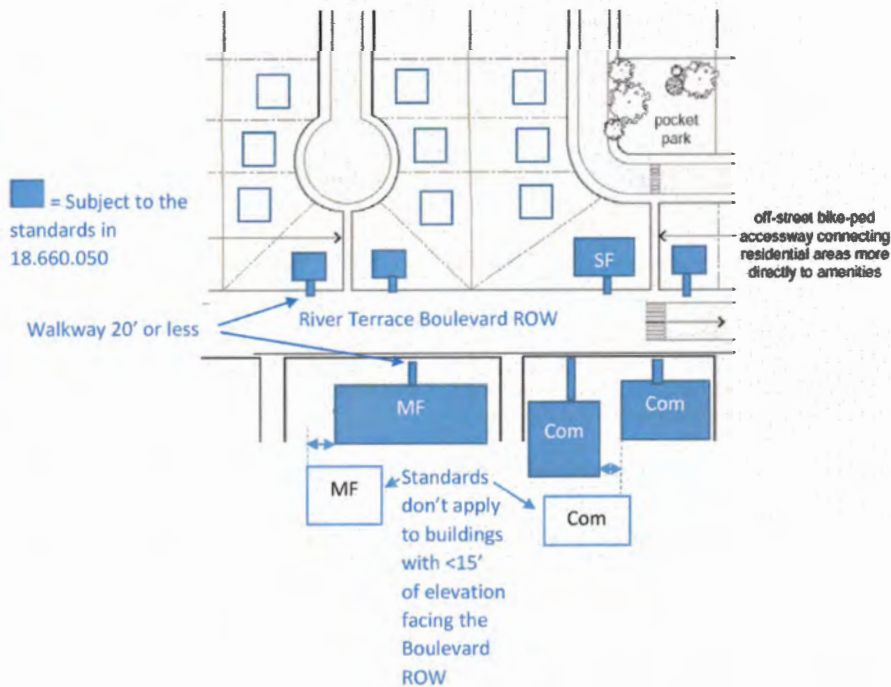 pocket
park
= Subject to the
standards in
18.660.050
off-street bike-ped
accessway connecting
residential areas more
directly to amenities
SF
Walkway 20' or less
River Terrace Boulevard ROW
MF
Com
Com
MF
Standards
don't apply
to buildings
with <15'
of elevation
facing the
Boulevard
ROW
Com